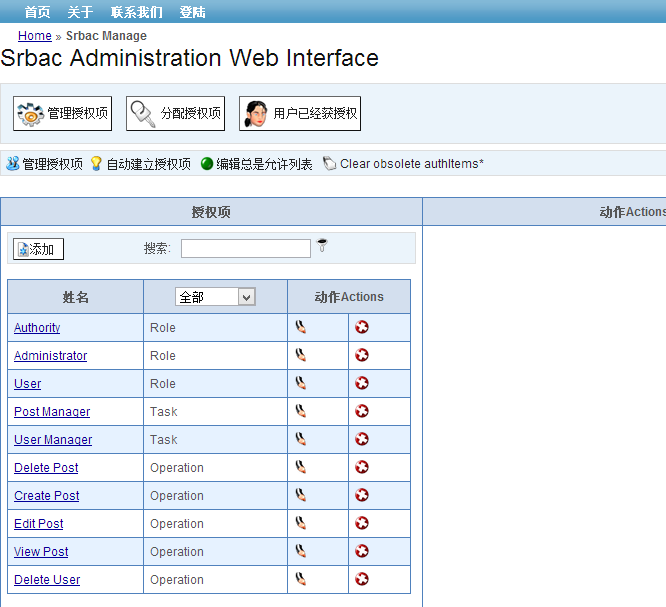 首页 关于 联系我们 登陆
Home » Srbac Manage
Srbac Administration Web Interface
管理授权项 分配授权项 用户已经获授权
管理授权项 自动建立授权项 编辑总是允许列表 Clear obsolete authItems*
授权项 动作Actions
添加 搜索:
姓名 全部 动作Actions
Authority Role
Administrator Role
User Role
Post Manager Task
User Manager Task
Delete Post Operation
Create Post Operation
Edit Post Operation
View Post Operation
Delete User Operation